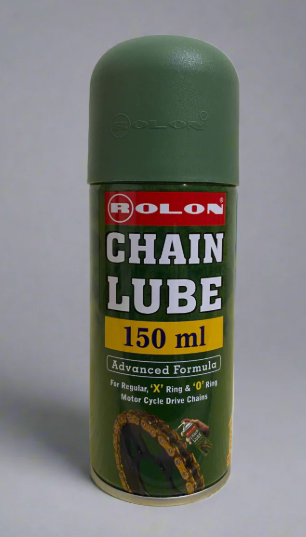 ROLON
ROLON
CHAIN
LUBE
150 ml
Advanced Formula
For Regular, 'X' Ring & 'O' Ring
Motor Cycle Drive Chains